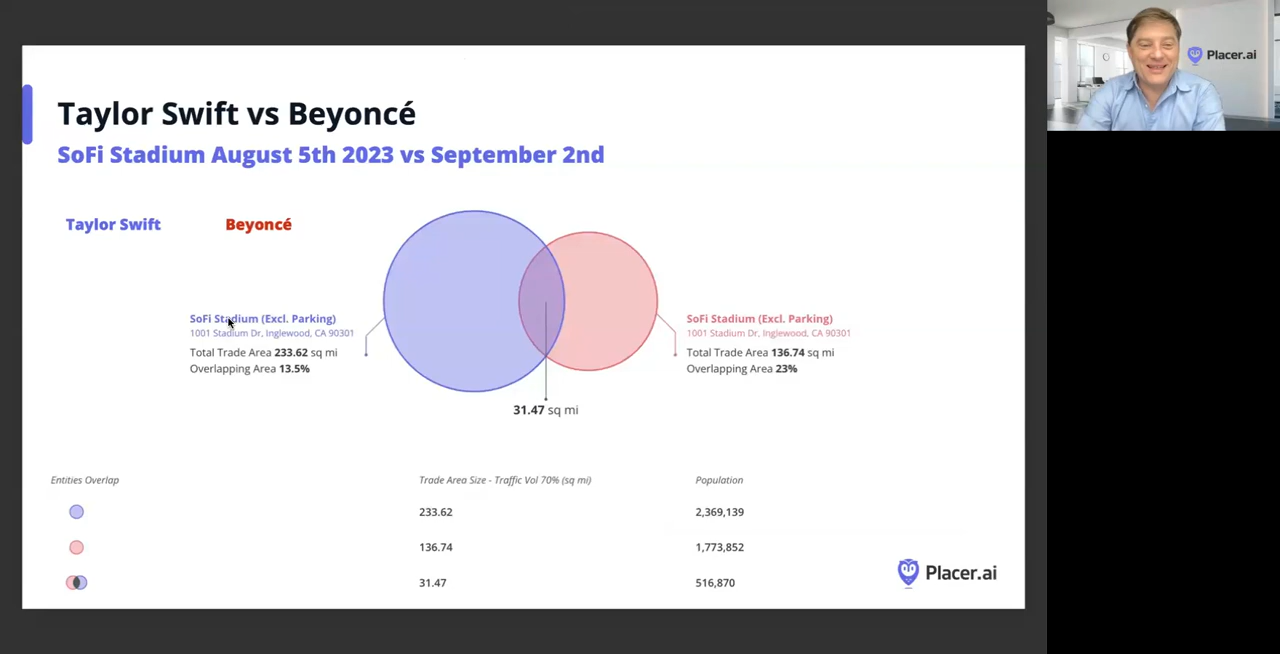 Taylor Swift vs Beyoncé
SoFi Stadium August 5th 2023 vs September 2nd
Taylor Swift
Beyoncé
SoFi Stadium (Excl. Parking)
1001 Stadium Dr, Inglewood, CA 90301
Total Trade Area 233.62 sq mi
Overlapping Area 13.5%
SoFi Stadium (Excl. Parking)
1001 Stadium Dr, Inglewood, CA 90301
Total Trade Area 136.74 sq mi
Overlapping Area 23%
31.47 sq mi
Entities Overlap Trade Area Size - Traffic Vol 70% (sq mi) Population
233.62 2,369,139
136.74 1,773,852
31.47 516,870
Placer.ai
Placer.ai